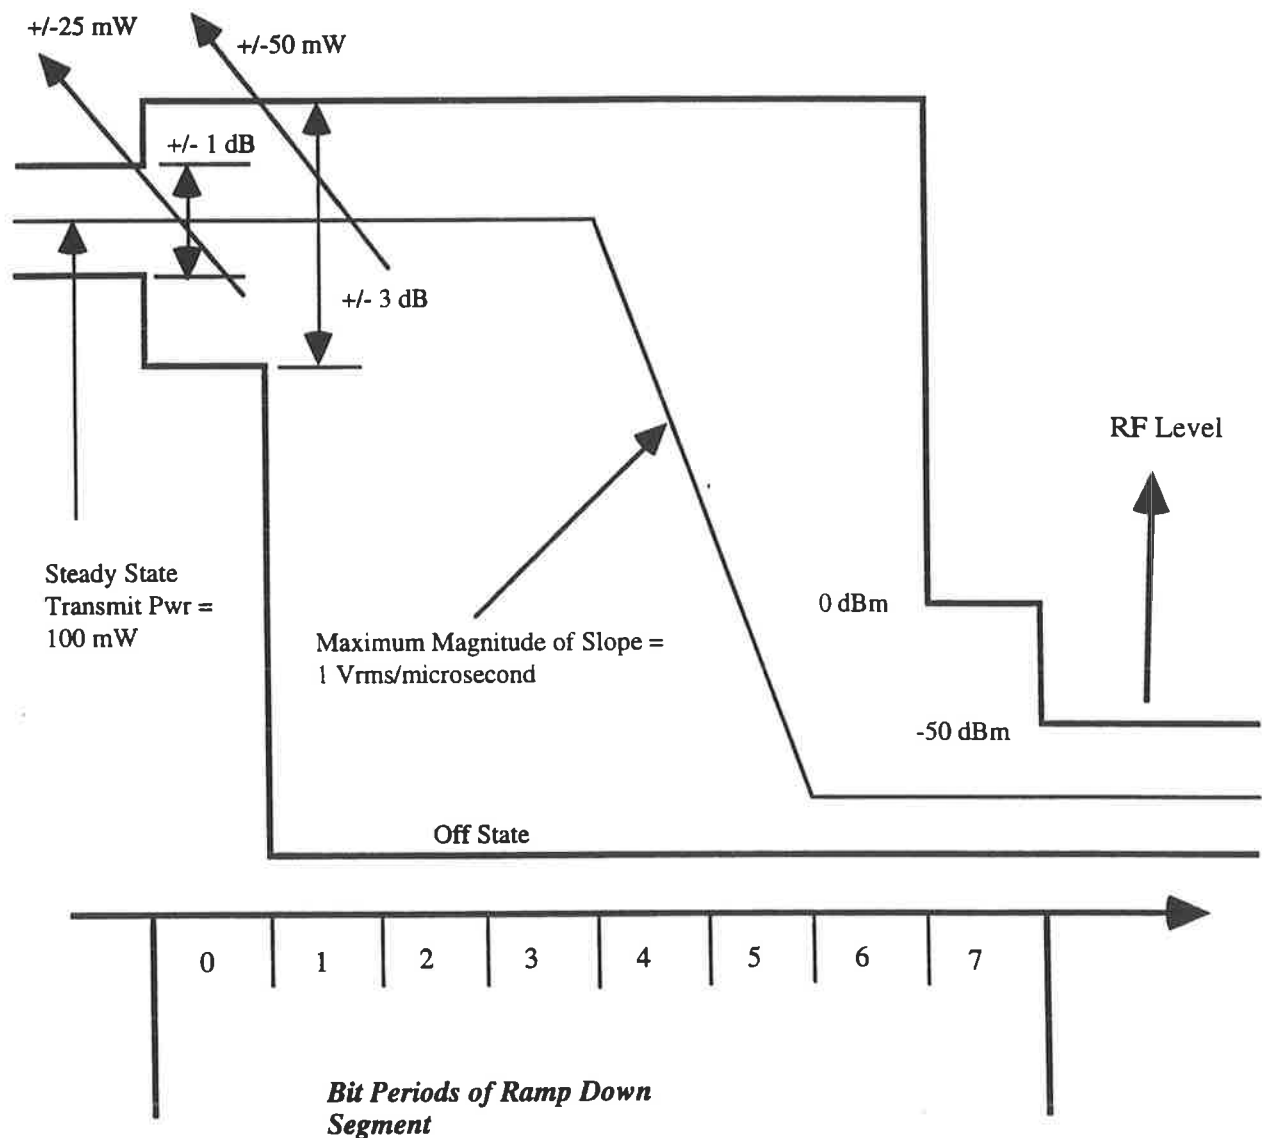 +/-25 mW
+/-50 mW
+/- 1 dB
+/- 3 dB
RF Level
Steady State
Transmit Pwr =
100 mW
0 dBm
Maximum Magnitude of Slope =
1 Vrms/microsecond
-50 dBm
Off State
0 1 2 3 4 5 6 7
Bit Periods of Ramp Down
Segment